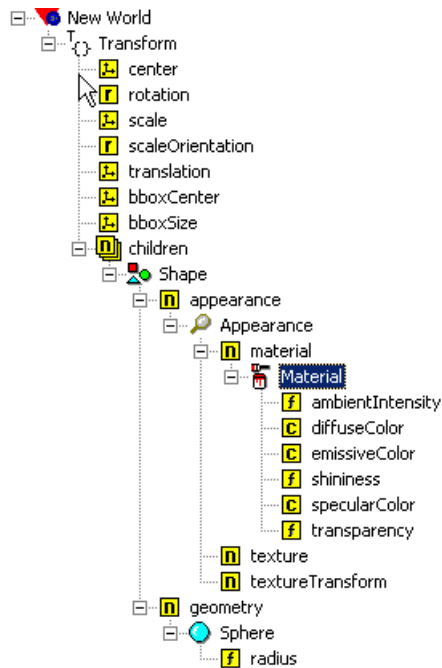 New World
T{} Transform
center
r rotation
scale
r scaleOrientation
translation
bboxCenter
bboxSize
n children
Shape
n appearance
Appearance
n material
Material
f ambientIntensity
C diffuseColor
C emissiveColor
f shininess
C specularColor
f transparency
n texture
n textureTransform
n geometry
Sphere
f radius